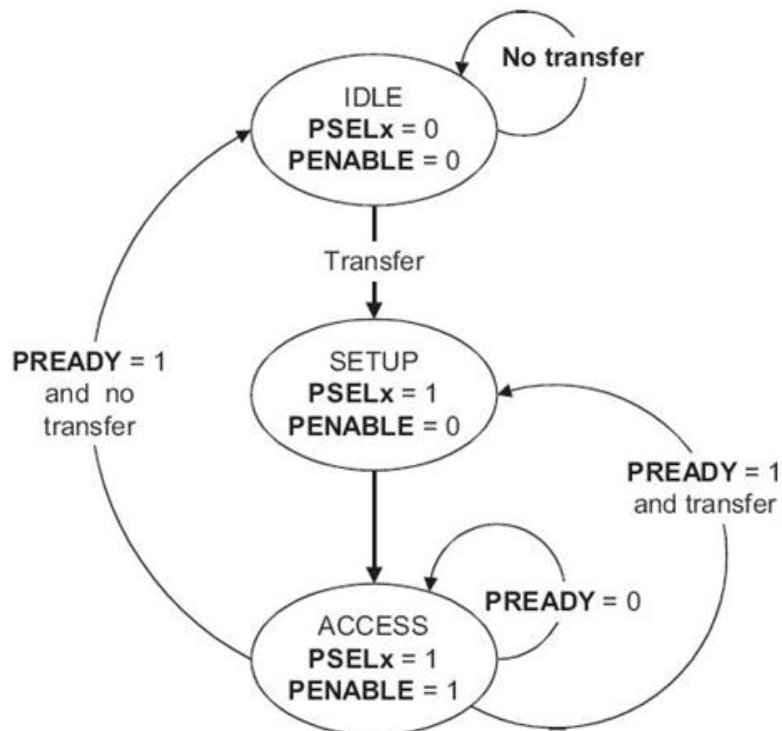 No transfer
IDLE
PSELx = 0
PENABLE = 0
Transfer
PREADY = 1
and no
transfer
SETUP
PSELx = 1
PENABLE = 0
PREADY = 1
and transfer
PREADY = 0
ACCESS
PSELx = 1
PENABLE = 1